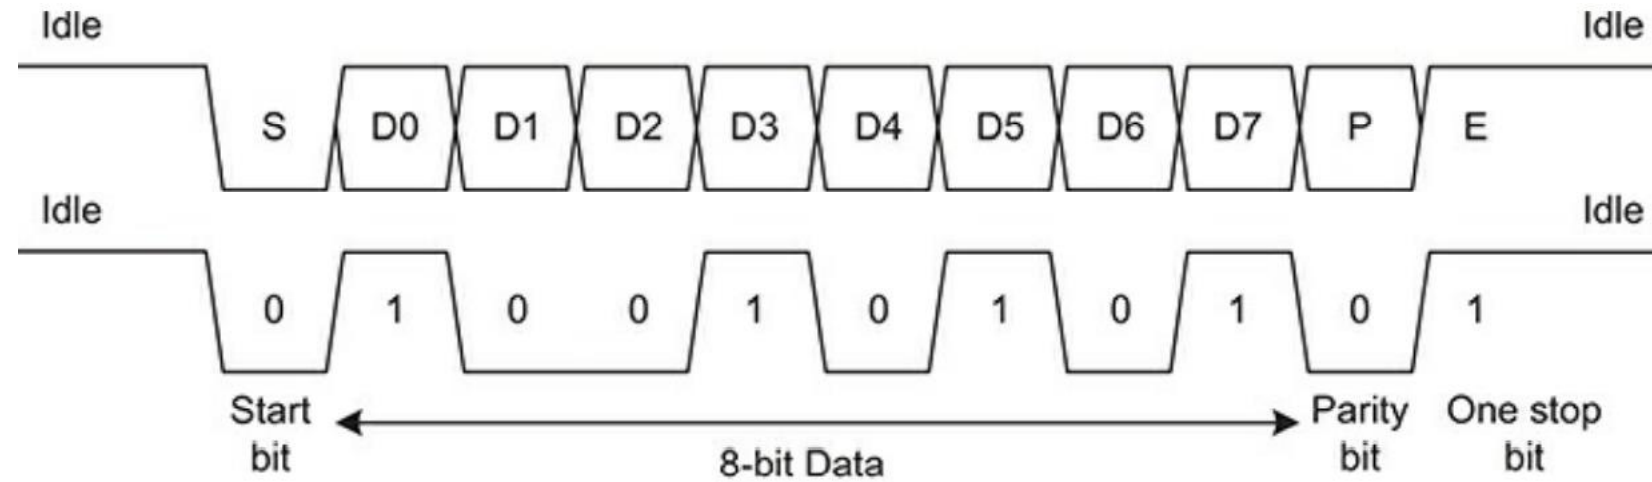 Idle Idle
S D0 D1 D2 D3 D4 D5 D6 D7 P E
Idle Idle
0 1 0 0 1 0 1 0 1 0 1
Start Parity One stop
bit 8-bit Data bit bit